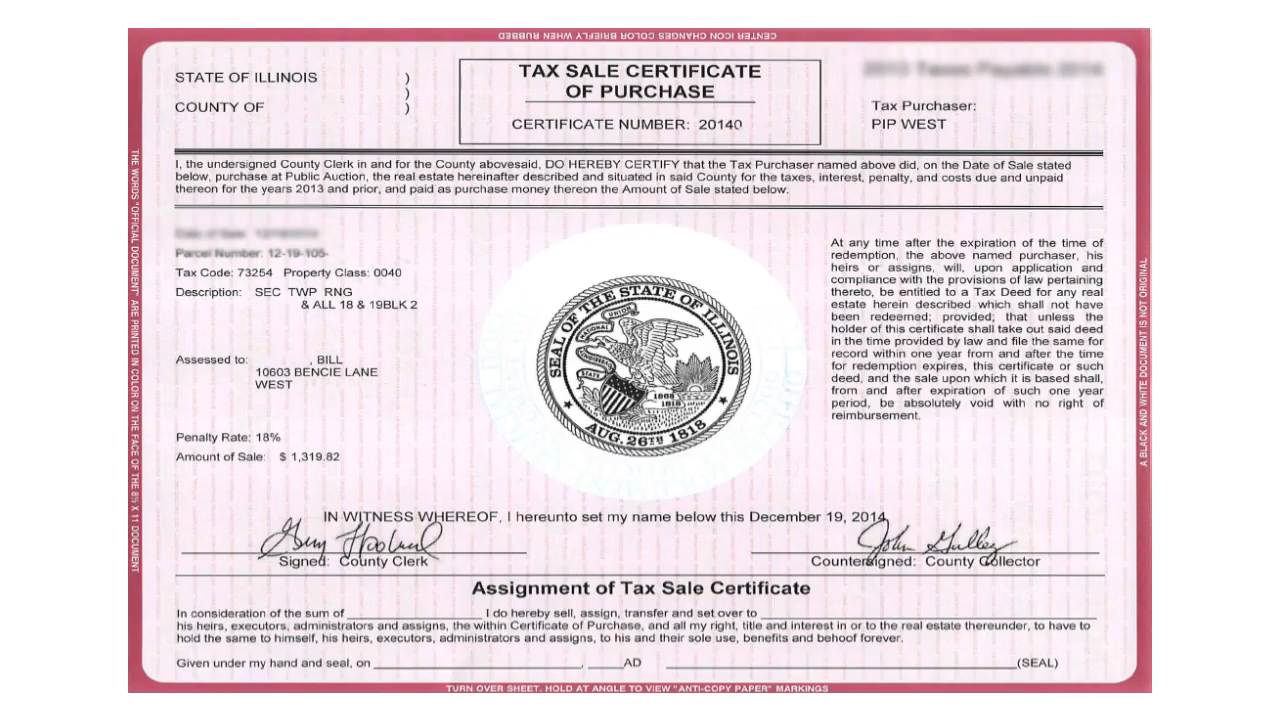 CENTER ICON CHANGES COLOR BRIEFLY WHEN RUBBED
STATE OF ILLINOIS )
)
COUNTY OF )
TAX SALE CERTIFICATE
OF PURCHASE
CERTIFICATE NUMBER: 20140
Tax Purchaser:
PIP WEST
I, the undersigned County Clerk in and for the County abovesaid, DO HEREBY CERTIFY that the Tax Purchaser named above did, on the Date of Sale stated
below, purchase at Public Auction, the real estate hereinafter described and situated in said County for the taxes, interest, penalty, and costs due and unpaid
thereon for the years 2013 and prior, and paid as purchase money thereon the Amount of Sale stated below.
Parcel Number: 12-19-105-
Tax Code: 73254 Property Class: 0040
Description: SEC TWP RNG
& ALL 18 & 19BLK 2
Assessed to: , BILL
10603 BENCIE LANE
WEST
Penalty Rate: 18%
Amount of Sale: $ 1,319.82
SEAL OF THE STATE OF ILLINOIS
STATE
SOVEREIGNTY
NATIONAL
UNION
1868
1818
AUG. 26TH 1818
At any time after the expiration of the time of
redemption, the above named purchaser, his
heirs or assigns, will, upon application and
compliance with the provisions of law pertaining
thereto, be entitled to a Tax Deed for any real
estate herein described which shall not have
been redeemed; provided; that unless the
holder of this certificate shall take out said deed
in the time provided by law and file the same for
record within one year from and after the time
for redemption expires, this certificate or such
deed, and the sale upon which it is based shall,
from and after expiration of such one year
period, be absolutely void with no right of
reimbursement.
IN WITNESS WHEREOF, I hereunto set my name below this December 19, 2014
John Gulley
Signed: County Clerk
Countersigned: County Collector
Assignment of Tax Sale Certificate
In consideration of the sum of I do hereby sell, assign, transfer and set over to
his heirs, executors, administrators and assigns, the within Certificate of Purchase, and all my right, title and interest in or to the real estate thereunder, to have to
hold the same to himself, his heirs, executors, administrators and assigns, to his and their sole use, benefits and behoof forever.
Given under my hand and seal, on , AD (SEAL)
TURN OVER SHEET. HOLD AT ANGLE TO VIEW "ANTI-COPY PAPER" MARKINGS
THE WORDS "OFFICIAL DOCUMENT" ARE PRINTED IN COLOR ON THE FACE OF THE 8½ X 11 DOCUMENT
A BLACK AND WHITE DOCUMENT IS NOT ORIGINAL